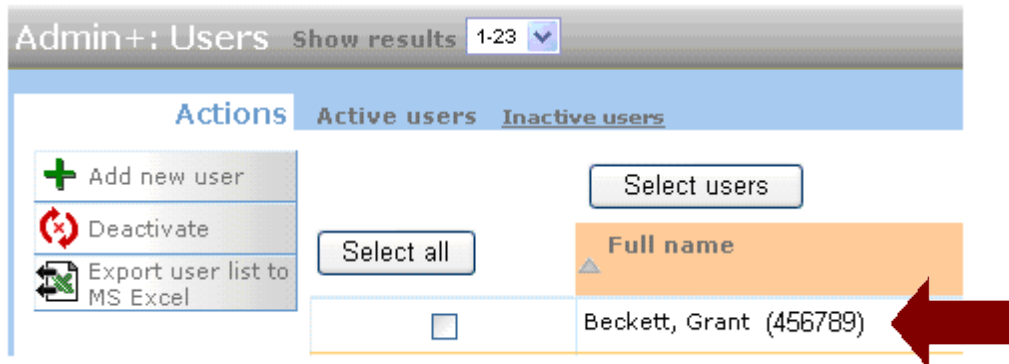 Admin+: Users Show results 1-23
Actions Active users Inactive users
Add new user
Select users
Deactivate
Select all
Full name
Export user list to
MS Excel
Beckett, Grant (456789)